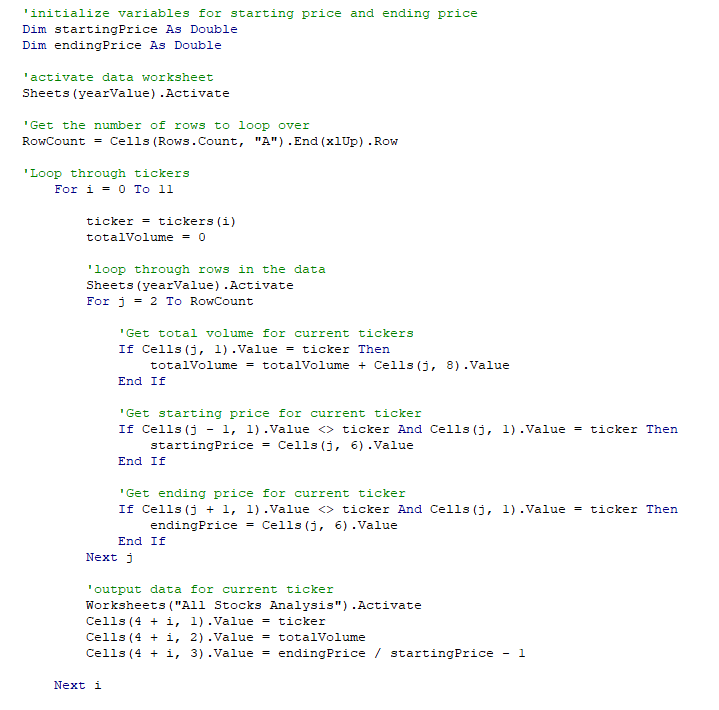 'initialize variables for starting price and ending price
Dim startingPrice As Double
Dim endingPrice As Double
'activate data worksheet
Sheets(yearValue).Activate
'Get the number of rows to loop over
RowCount = Cells(Rows.Count, "A").End(xlUp).Row
'Loop through tickers
For i = 0 To 11
ticker = tickers(i)
totalVolume = 0
'loop through rows in the data
Sheets(yearValue).Activate
For j = 2 To RowCount
'Get total volume for current tickers
If Cells(j, 1).Value = ticker Then
totalVolume = totalVolume + Cells(j, 8).Value
End If
'Get starting price for current ticker
If Cells(j - 1, 1).Value <> ticker And Cells(j, 1).Value = ticker Then
startingPrice = Cells(j, 6).Value
End If
'Get ending price for current ticker
If Cells(j + 1, 1).Value <> ticker And Cells(j, 1).Value = ticker Then
endingPrice = Cells(j, 6).Value
End If
Next j
'output data for current ticker
Worksheets("All Stocks Analysis").Activate
Cells(4 + i, 1).Value = ticker
Cells(4 + i, 2).Value = totalVolume
Cells(4 + i, 3).Value = endingPrice / startingPrice - 1
Next i